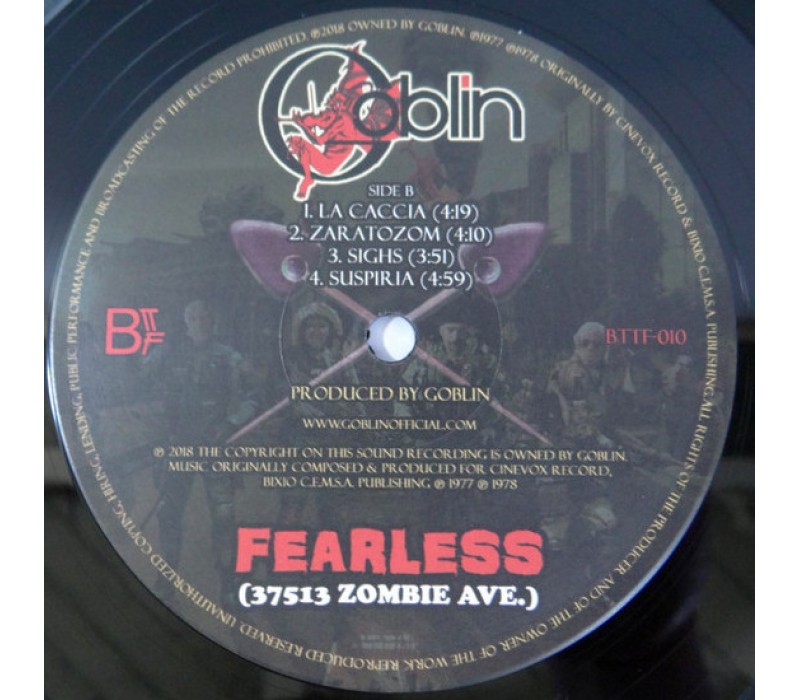 Goblin
SIDE B
1. LA CACCIA (4:19)
2. ZARATOZOM (4:10)
3. SIGHS (3:51)
4. SUSPIRIA (4:59)
BTTF
BTTF-010
PRODUCED BY GOBLIN
WWW.GOBLINOFFICIAL.COM
℗ 2018 THE COPYRIGHT ON THIS SOUND RECORDING IS OWNED BY GOBLIN.
MUSIC ORIGINALLY COMPOSED & PRODUCED FOR CINEVOX RECORD,
BIXIO C.E.M.S.A. PUBLISHING ℗ 1977 ℗ 1978
FEARLESS
(37513 ZOMBIE AVE.)
℗2018 OWNED BY GOBLIN. ℗1977 ℗1978 ORIGINALLY BY CINEVOX RECORD & BIXIO C.E.M.S.A. PUBLISHING. ALL RIGHTS OF THE PRODUCER AND OF THE OWNER OF THE WORK REPRODUCED RESERVED. UNAUTHORIZED COPYING, HIRING, LENDING, PUBLIC PERFORMANCE AND BROADCASTING OF THE RECORD PROHIBITED.